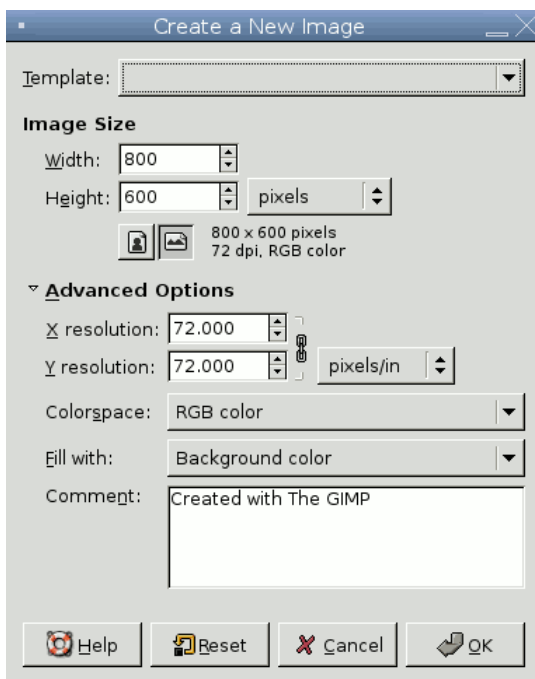 Create a New Image
Template:
Image Size
Width: 800
Height: 600 pixels
800 x 600 pixels
72 dpi, RGB color
Advanced Options
X resolution: 72.000
Y resolution: 72.000 pixels/in
Colorspace: RGB color
Fill with: Background color
Comment: Created with The GIMP
Help Reset Cancel OK